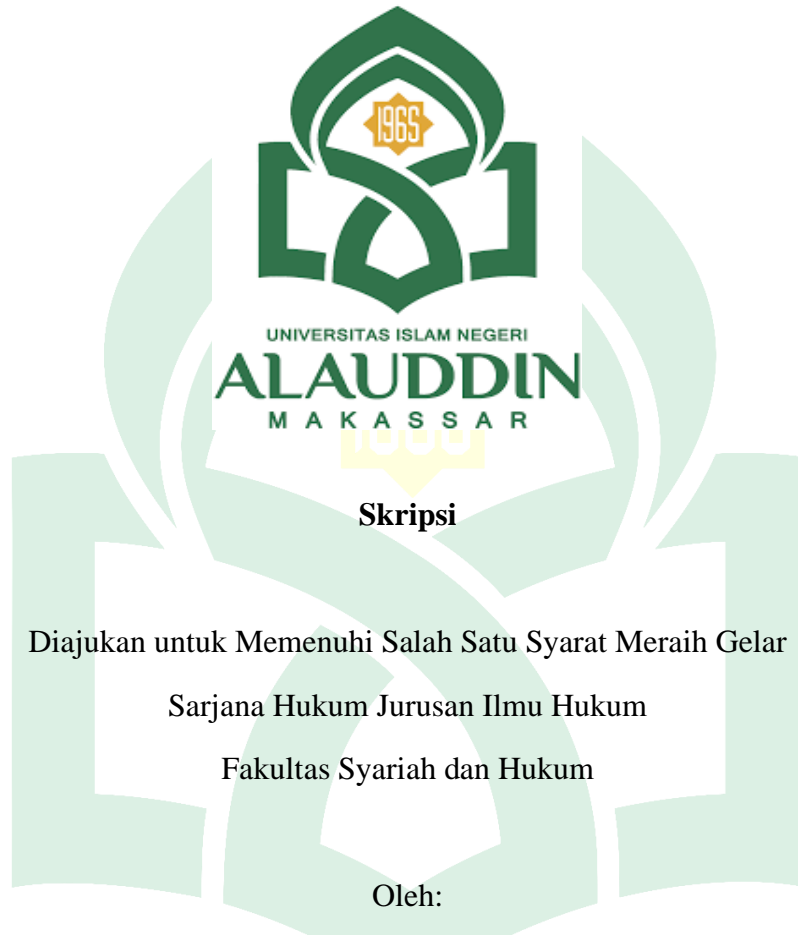 1965
UNIVERSITAS ISLAM NEGERI
ALAUDDIN
MAKASSAR
Skripsi
Diajukan untuk Memenuhi Salah Satu Syarat Meraih Gelar
Sarjana Hukum Jurusan Ilmu Hukum
Fakultas Syariah dan Hukum
Oleh: